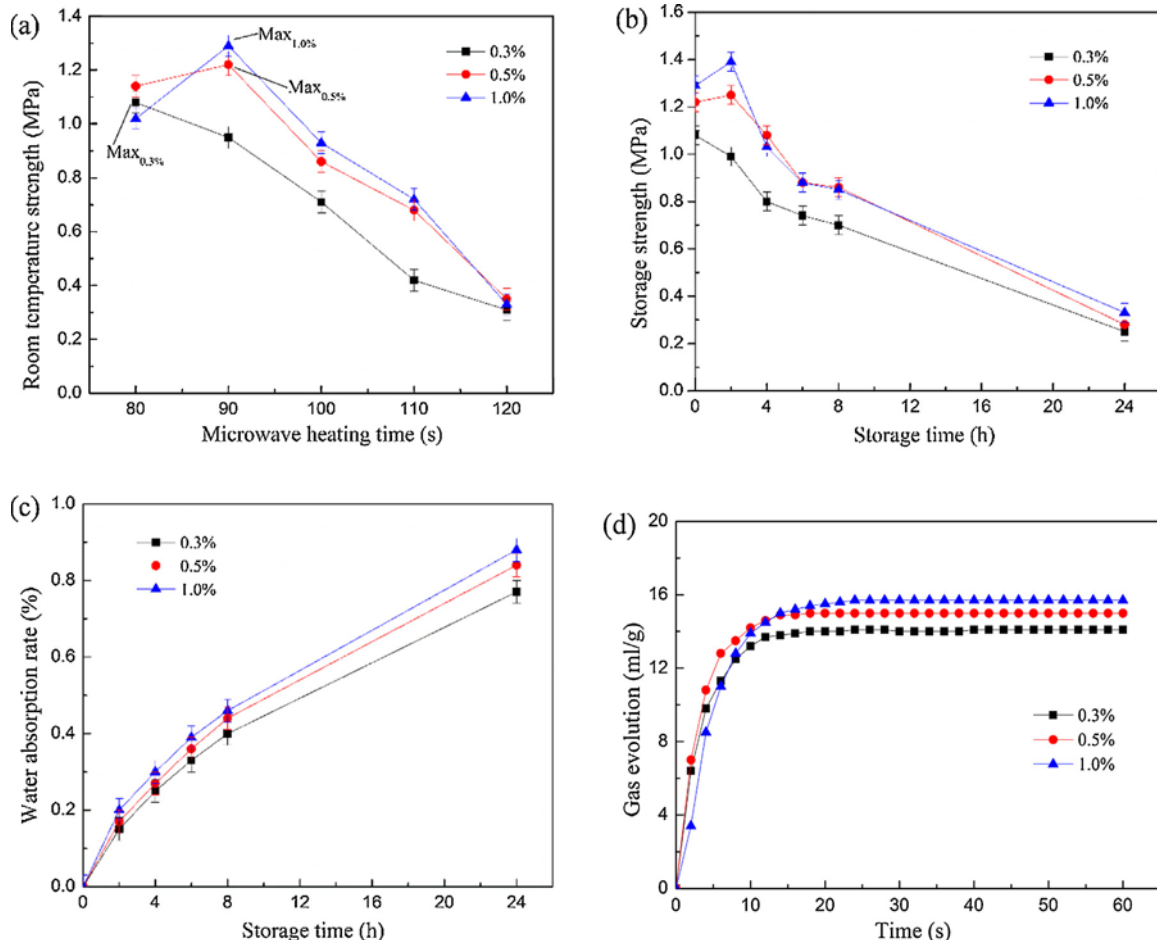 (a)
Room temperature strength (MPa)
1.4
1.2
1.0
0.8
0.6
0.4
0.2
0.0
Max1.0%
Max0.5%
Max0.3%
0.3%
0.5%
1.0%
80 90 100 110 120
Microwave heating time (s)
(b)
Storage strength (MPa)
1.6
1.4
1.2
1.0
0.8
0.6
0.4
0.2
0.0
0.3%
0.5%
1.0%
0 4 8 12 16 20 24
Storage time (h)
(c)
Water absorption rate (%)
1.0
0.8
0.6
0.4
0.2
0.0
0.3%
0.5%
1.0%
0 4 8 12 16 20 24
Storage time (h)
(d)
Gas evolution (ml/g)
20
16
12
8
4
0
0.3%
0.5%
1.0%
0 10 20 30 40 50 60
Time (s)